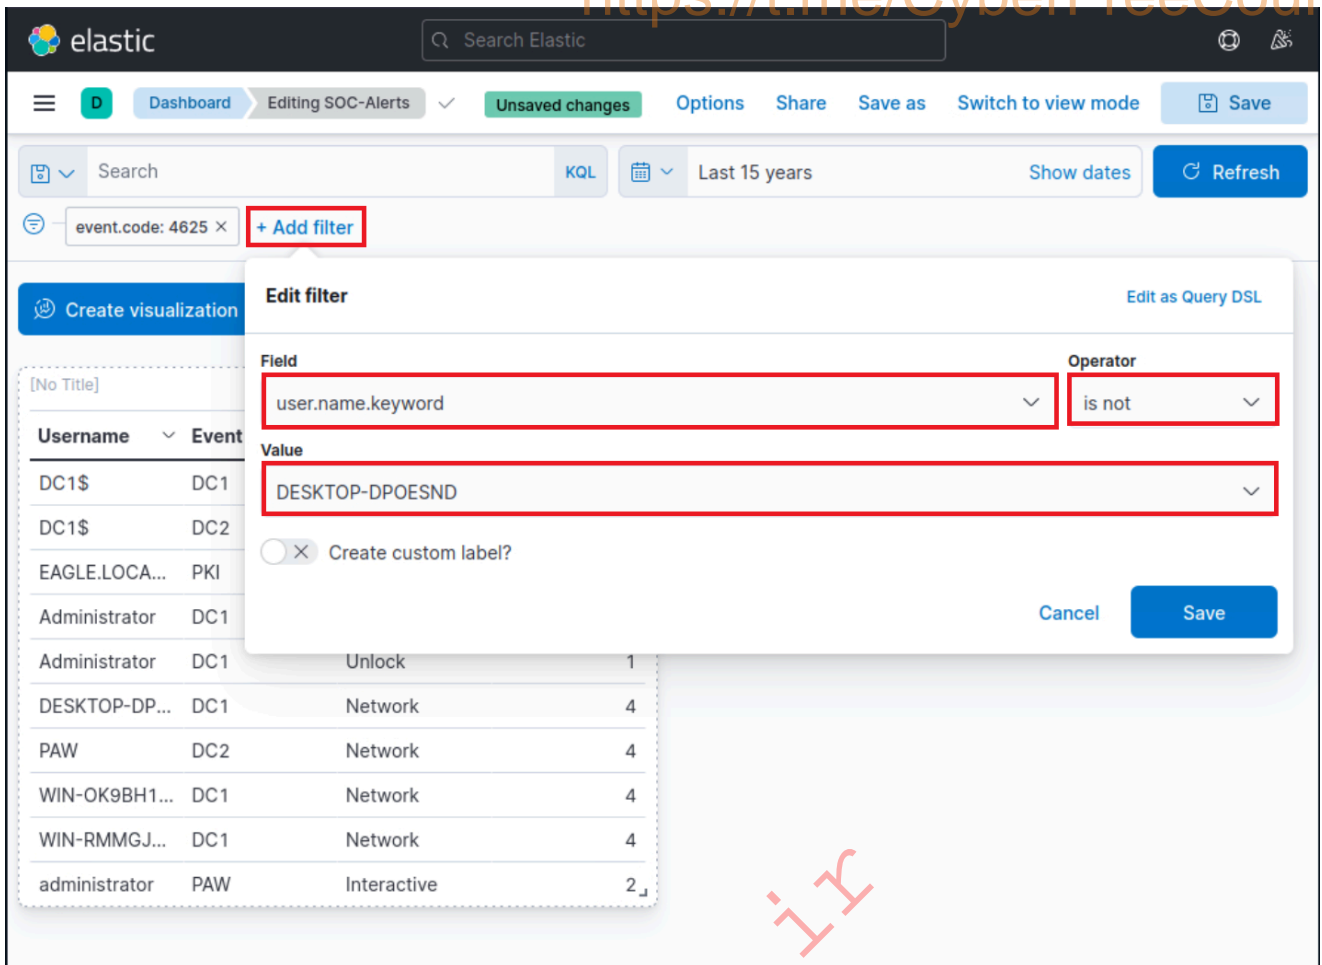 https://t.me/CyberFreeCour
elastic
Search Elastic
D
Dashboard
Editing SOC-Alerts
Unsaved changes
Options
Share
Save as
Switch to view mode
Save
Search
KQL
Last 15 years
Show dates
Refresh
event.code: 4625 ×
+ Add filter
Create visualization
Edit filter
Edit as Query DSL
[No Title]
Field
Operator
user.name.keyword
is not
Username
Event
Value
DESKTOP-DPOESND
DC1$ DC1
DC1$ DC2
Create custom label?
EAGLE.LOCA... PKI
Administrator DC1
Cancel
Save
Administrator DC1 Unlock 1
DESKTOP-DP... DC1 Network 4
PAW DC2 Network 4
WIN-OK9BH1... DC1 Network 4
WIN-RMMGJ... DC1 Network 4
administrator PAW Interactive 2
ir